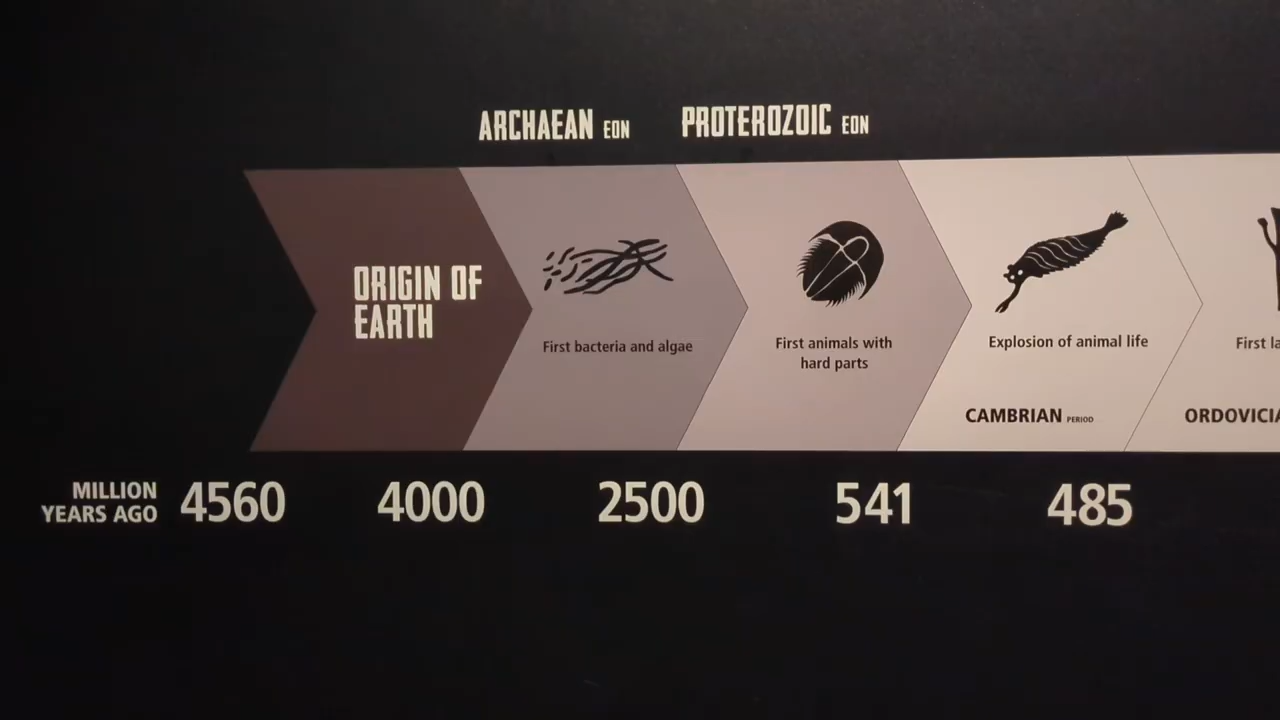 ARCHAEAN EON
PROTEROZOIC EON
ORIGIN OF
EARTH
First bacteria and algae
First animals with
hard parts
Explosion of animal life
CAMBRIAN PERIOD
First
MILLION
YEARS AGO
4560
4000
2500
541
485